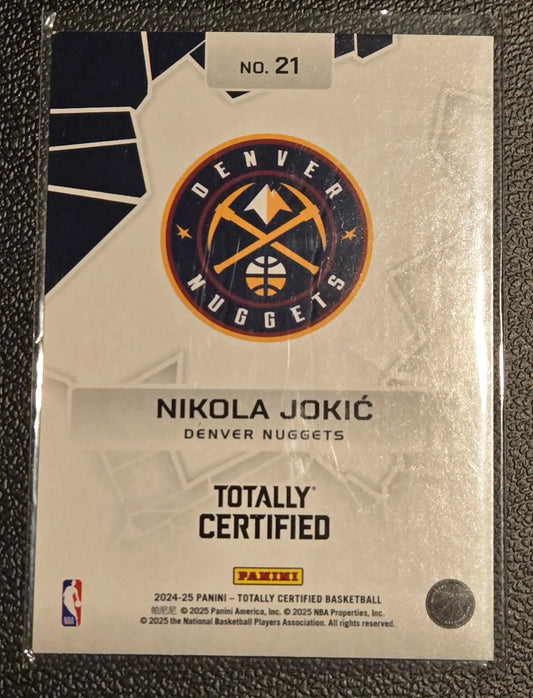 NO. 21
DENVER
NUGGETS
NIKOLA JOKIĆ
DENVER NUGGETS
TOTALLY®
CERTIFIED
PANINI
2024-25 PANINI – TOTALLY CERTIFIED BASKETBALL
帕尼尼 © 2025 Panini America, Inc. © 2025 NBA Properties, Inc.
© 2025 the National Basketball Players Association. All rights reserved.
NBA